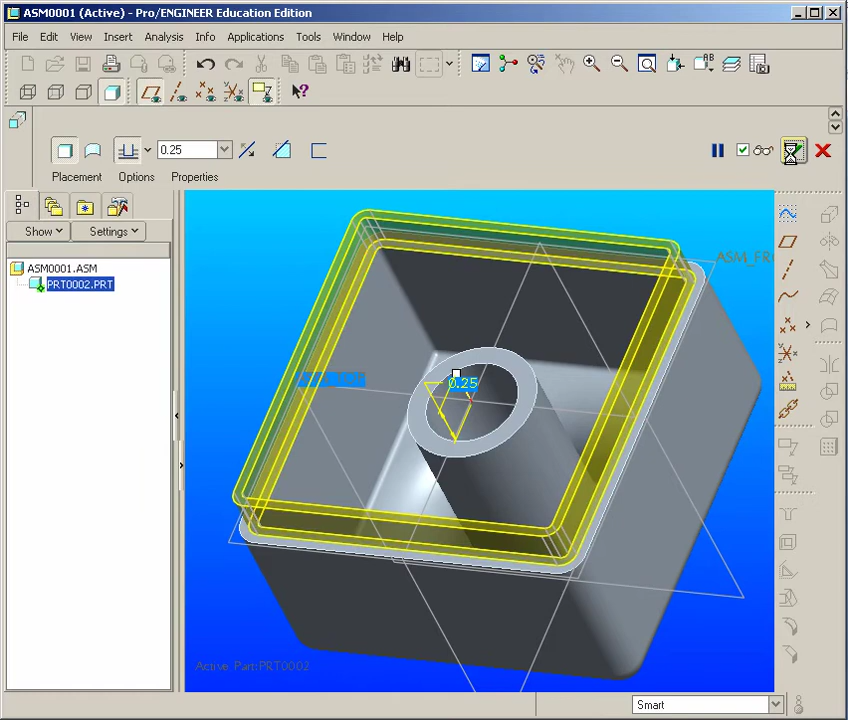 ASM0001 (Active) - Pro/ENGINEER Education Edition
File Edit View Insert Analysis Info Applications Tools Window Help
0.25
Placement Options Properties
Show Settings
ASM0001.ASM
PRT0002.PRT
ASM_FR
0.25
Active Part:PRT0002
Smart